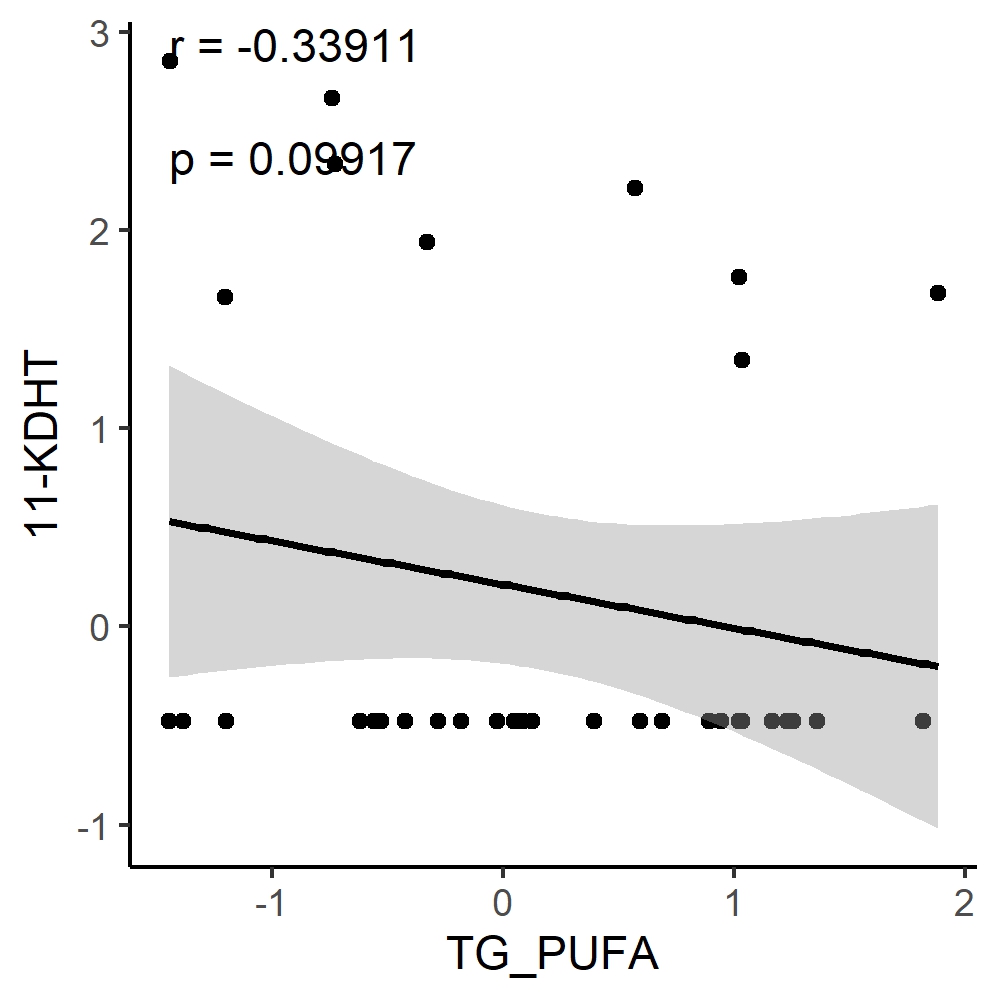 r = -0.33911
p = 0.09917
3
2
1
0
-1
11-KDHT
-1 0 1 2
TG_PUFA